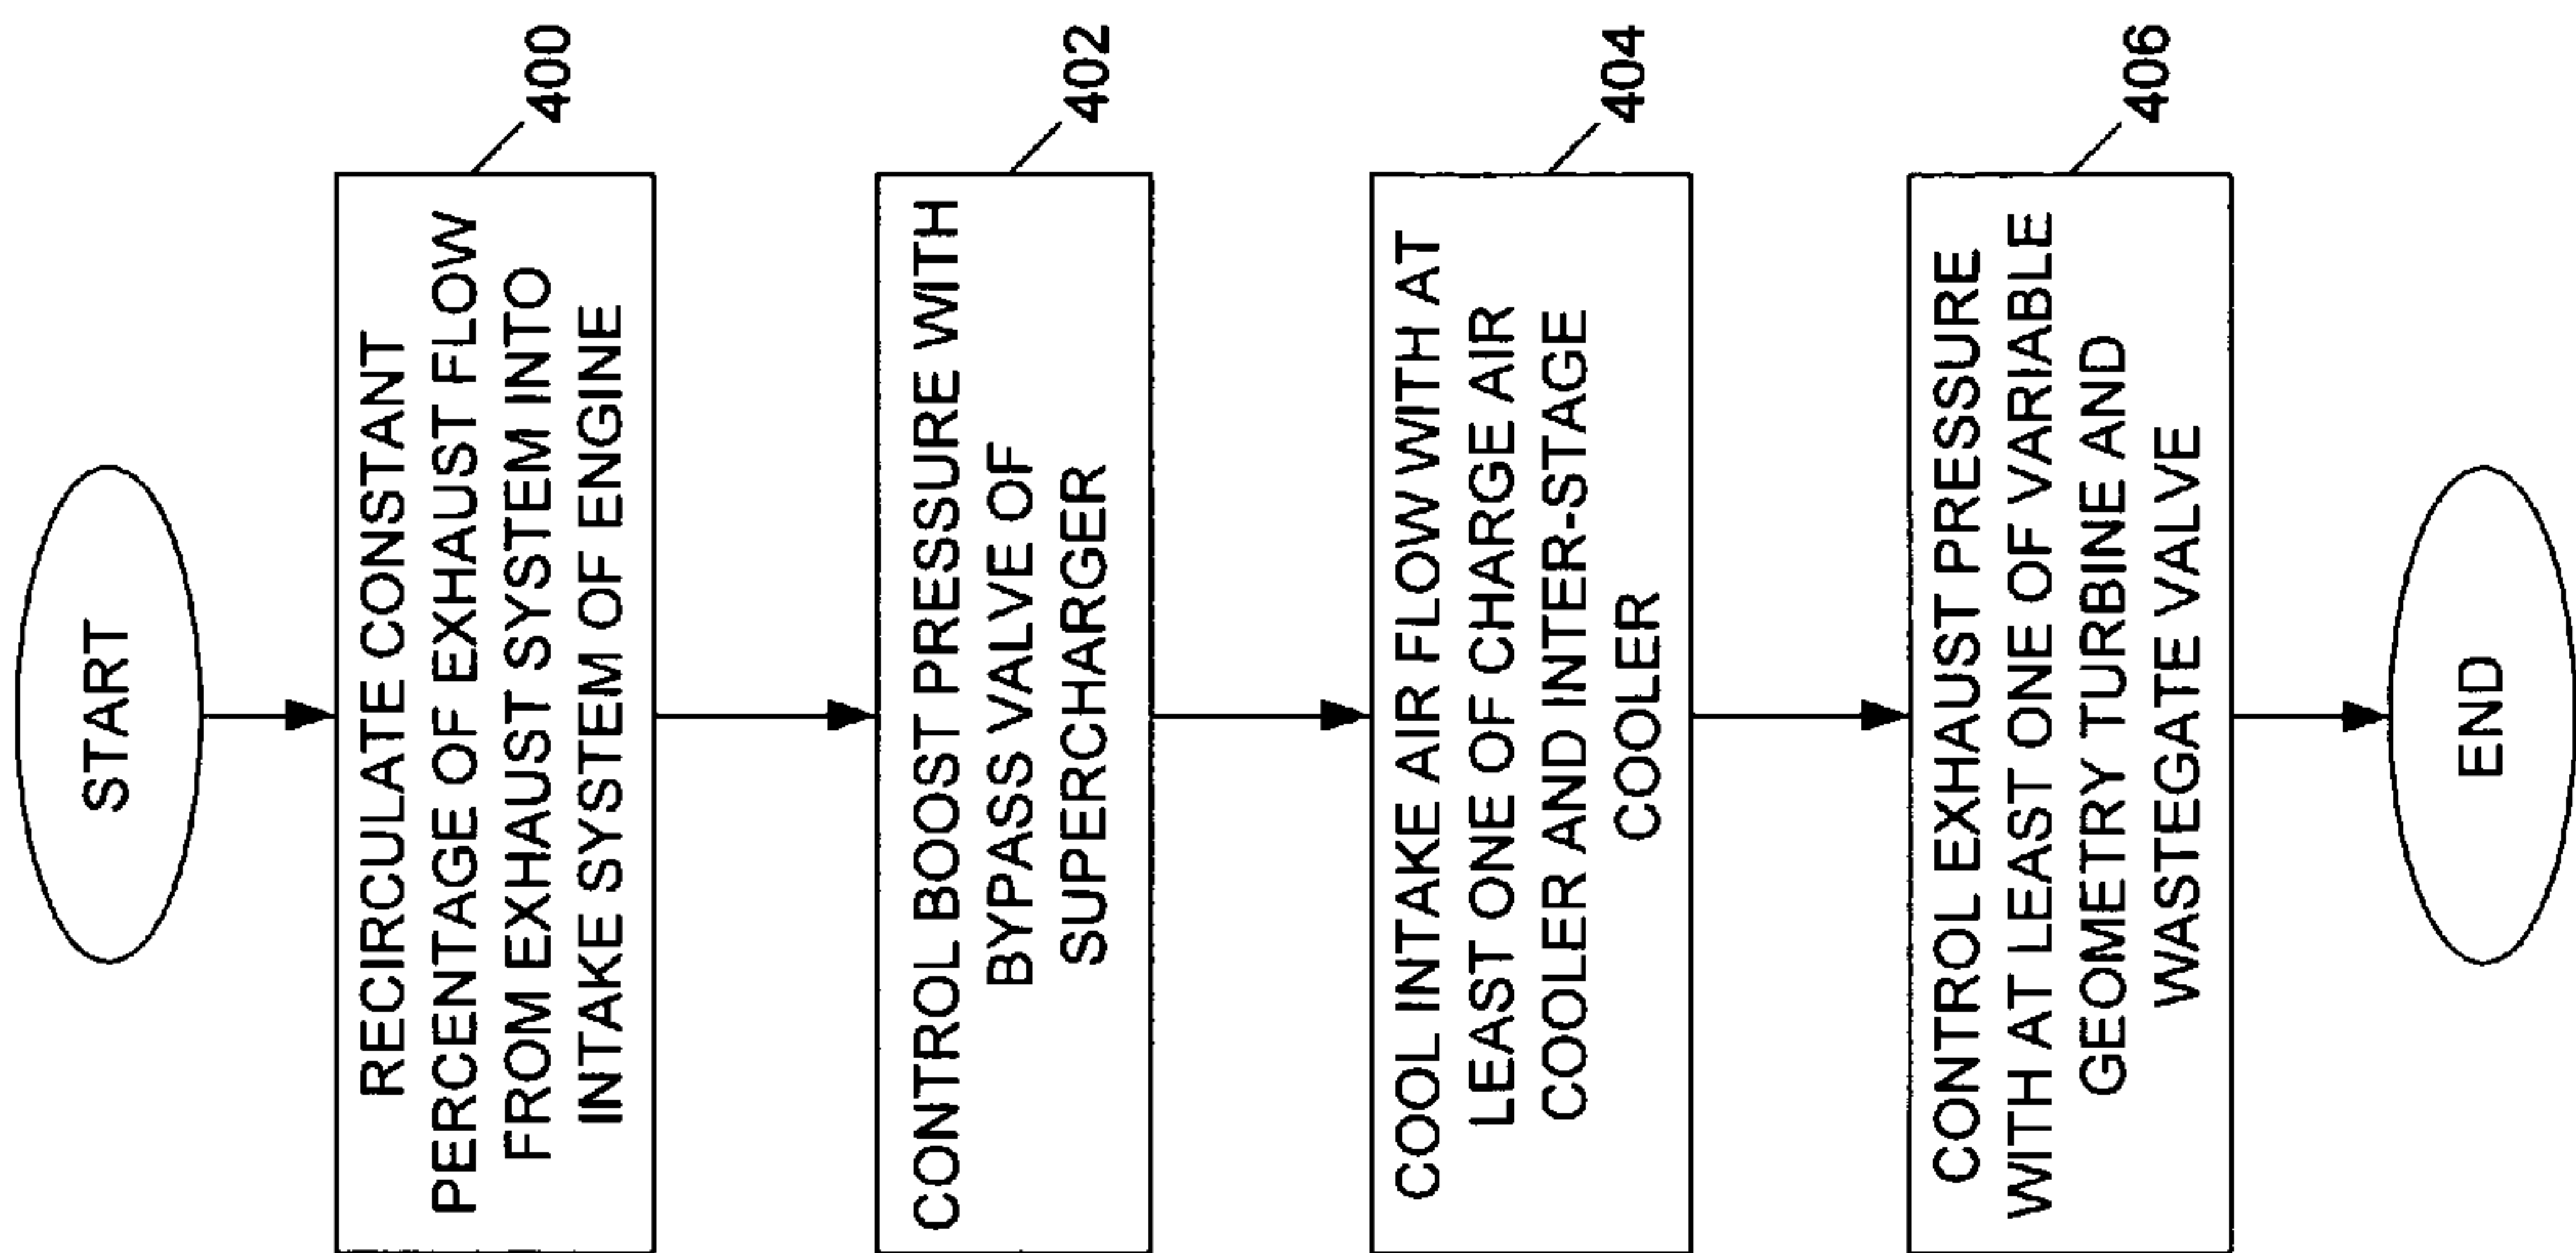 START
RECIRCULATE CONSTANT
PERCENTAGE OF EXHAUST FLOW
FROM EXHAUST SYSTEM INTO
INTAKE SYSTEM OF ENGINE
400
CONTROL BOOST PRESSURE WITH
BYPASS VALVE OF
SUPERCHARGER
402
COOL INTAKE AIR FLOW WITH AT
LEAST ONE OF CHARGE AIR
COOLER AND INTER-STAGE
COOLER
404
CONTROL EXHAUST PRESSURE
WITH AT LEAST ONE OF VARIABLE
GEOMETRY TURBINE AND
WASTEGATE VALVE
406
END